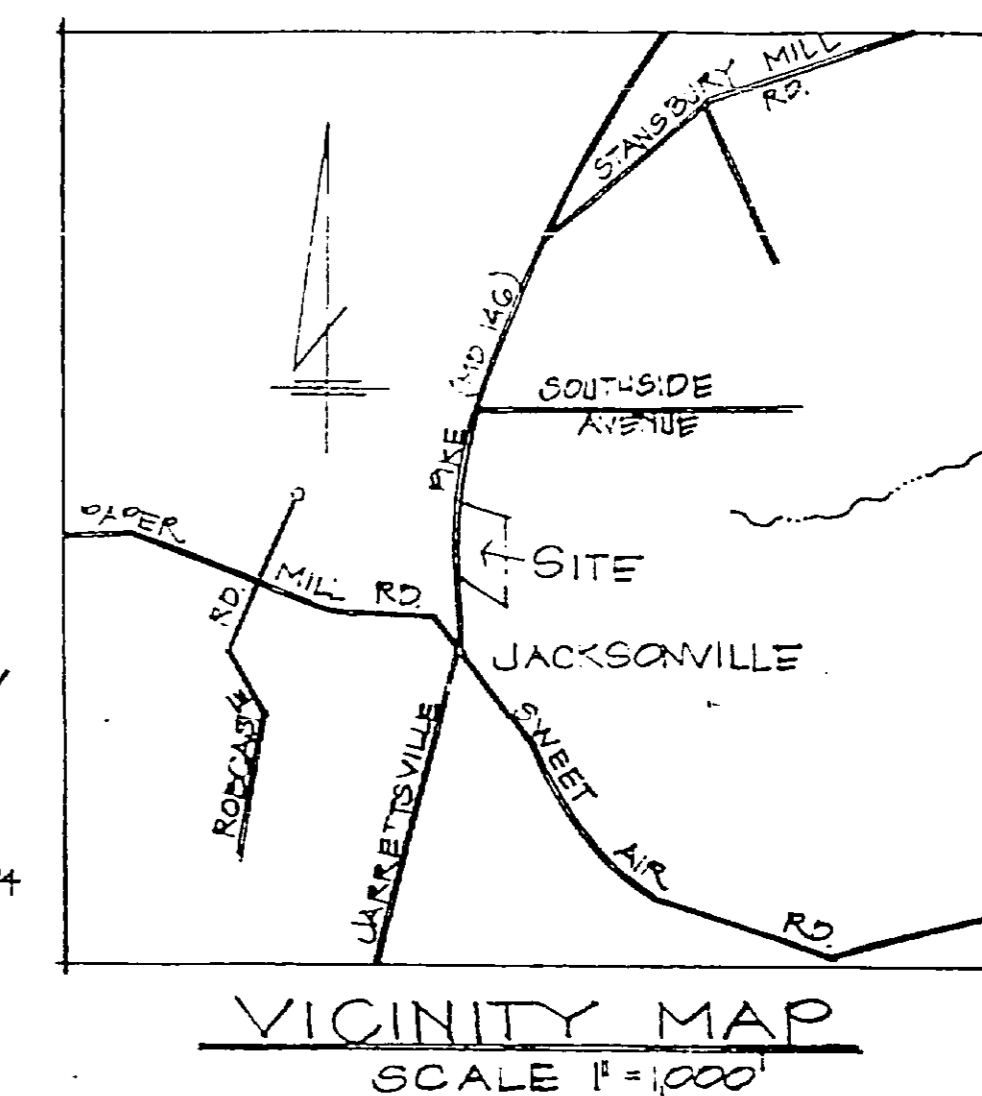 STANSBURY MILL
RD.
PIKE (MD 146)
SOUTHSIDE
AVENUE
PAPER MILL RD.
SITE
JACKSONVILLE
RD.
JARRETTSVILLE
SWEET AIR RD.
VICINITY MAP
SCALE 1" = 1,000'